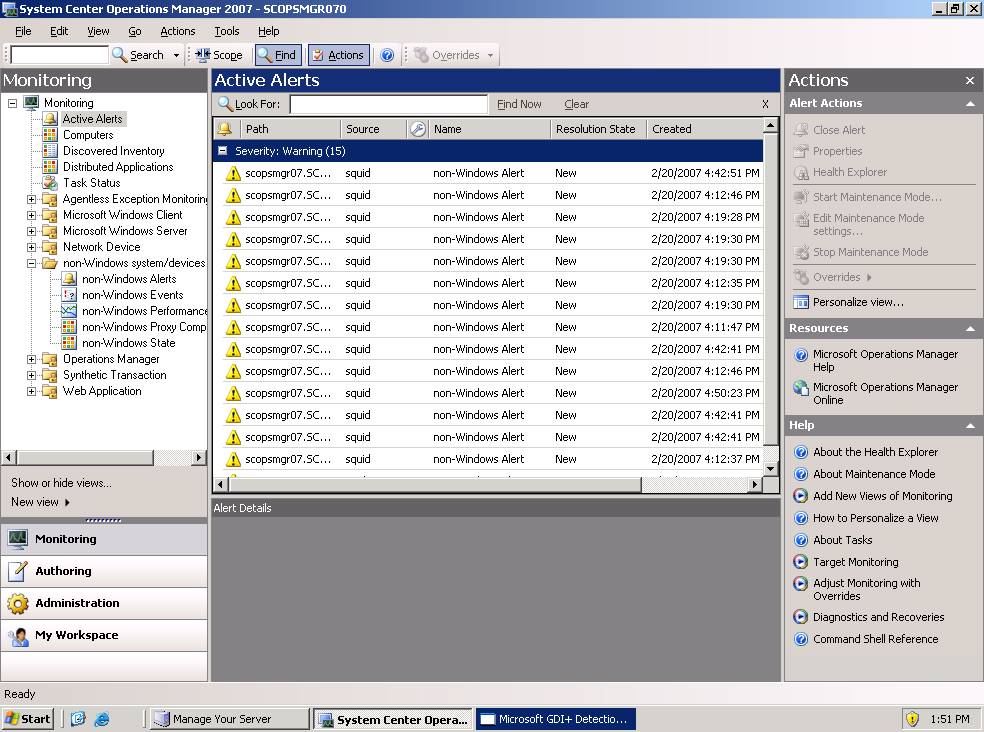 System Center Operations Manager 2007 - SCOPSMGR070
File Edit View Go Actions Tools Help
Search Scope Find Actions Overrides
Monitoring
Monitoring
Active Alerts
Computers
Discovered Inventory
Distributed Applications
Task Status
Agentless Exception Monitoring
Microsoft Windows Client
Microsoft Windows Server
Network Device
non-Windows system/devices
non-Windows Alerts
non-Windows Events
non-Windows Performance
non-Windows Proxy Comp
non-Windows State
Operations Manager
Synthetic Transaction
Web Application
Show or hide views...
New view
Monitoring
Authoring
Administration
My Workspace
Active Alerts
Look For: Find Now Clear X
Path Source Name Resolution State Created
Severity: Warning (15)
scopsmgr07.SC... squid non-Windows Alert New 2/20/2007 4:42:51 PM
scopsmgr07.SC... squid non-Windows Alert New 2/20/2007 4:12:46 PM
scopsmgr07.SC... squid non-Windows Alert New 2/20/2007 4:19:28 PM
scopsmgr07.SC... squid non-Windows Alert New 2/20/2007 4:19:30 PM
scopsmgr07.SC... squid non-Windows Alert New 2/20/2007 4:19:30 PM
scopsmgr07.SC... squid non-Windows Alert New 2/20/2007 4:12:35 PM
scopsmgr07.SC... squid non-Windows Alert New 2/20/2007 4:19:30 PM
scopsmgr07.SC... squid non-Windows Alert New 2/20/2007 4:11:47 PM
scopsmgr07.SC... squid non-Windows Alert New 2/20/2007 4:42:41 PM
scopsmgr07.SC... squid non-Windows Alert New 2/20/2007 4:12:46 PM
scopsmgr07.SC... squid non-Windows Alert New 2/20/2007 4:50:23 PM
scopsmgr07.SC... squid non-Windows Alert New 2/20/2007 4:42:41 PM
scopsmgr07.SC... squid non-Windows Alert New 2/20/2007 4:42:41 PM
scopsmgr07.SC... squid non-Windows Alert New 2/20/2007 4:12:37 PM
Alert Details
Actions
Alert Actions
Close Alert
Properties
Health Explorer
Start Maintenance Mode...
Edit Maintenance Mode
settings...
Stop Maintenance Mode
Overrides
Personalize view...
Resources
Microsoft Operations Manager
Help
Microsoft Operations Manager
Online
Help
About the Health Explorer
About Maintenance Mode
Add New Views of Monitoring
How to Personalize a View
About Tasks
Target Monitoring
Adjust Monitoring with
Overrides
Diagnostics and Recoveries
Command Shell Reference
Ready
Start Manage Your Server System Center Opera... Microsoft GDI+ Detectio... 1:51 PM